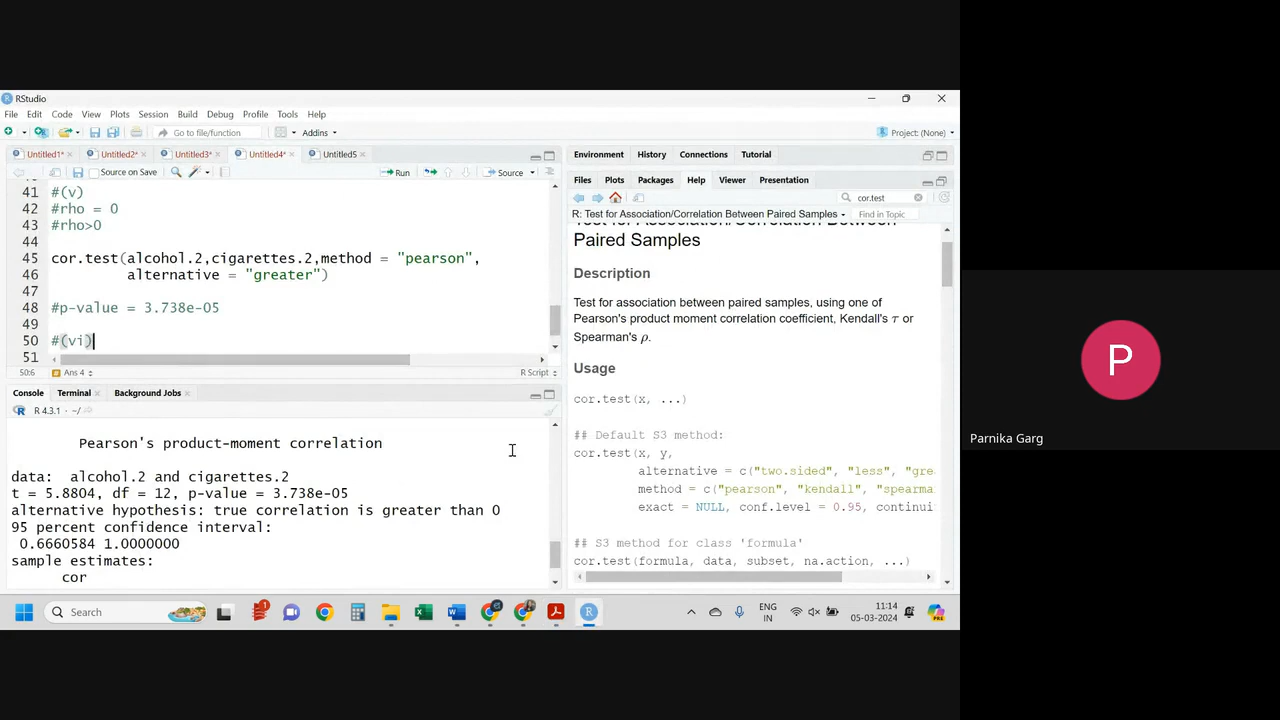 RStudio
File Edit Code View Plots Session Build Debug Profile Tools Help
Go to file/function Addins Project: (None)
Untitled1* Untitled2* Untitled3* Untitled4* Untitled5
Source on Save Run Source
41 #(v)
42 #rho = 0
43 #rho>0
44
45 cor.test(alcohol.2,cigarettes.2,method = "pearson",
46 alternative = "greater")
47
48 #p-value = 3.738e-05
49
50 #(vi)
51
50:6 Ans 4 R Script
Console Terminal Background Jobs
R 4.3.1 · ~/
Pearson's product-moment correlation
data: alcohol.2 and cigarettes.2
t = 5.8804, df = 12, p-value = 3.738e-05
alternative hypothesis: true correlation is greater than 0
95 percent confidence interval:
0.6660584 1.0000000
sample estimates:
cor
Environment History Connections Tutorial
Files Plots Packages Help Viewer Presentation
cor.test
R: Test for Association/Correlation Between Paired Samples Find in Topic
Test for Association/Correlation Between
Paired Samples
Description
Test for association between paired samples, using one of
Pearson's product moment correlation coefficient, Kendall's τ or
Spearman's ρ.
Usage
cor.test(x, ...)
## Default S3 method:
cor.test(x, y,
alternative = c("two.sided", "less", "gre
method = c("pearson", "kendall", "spearma
exact = NULL, conf.level = 0.95, continui
## S3 method for class 'formula'
cor.test(formula, data, subset, na.action, ...)
Search
ENG
IN
11:14
05-03-2024
P
Parnika Garg